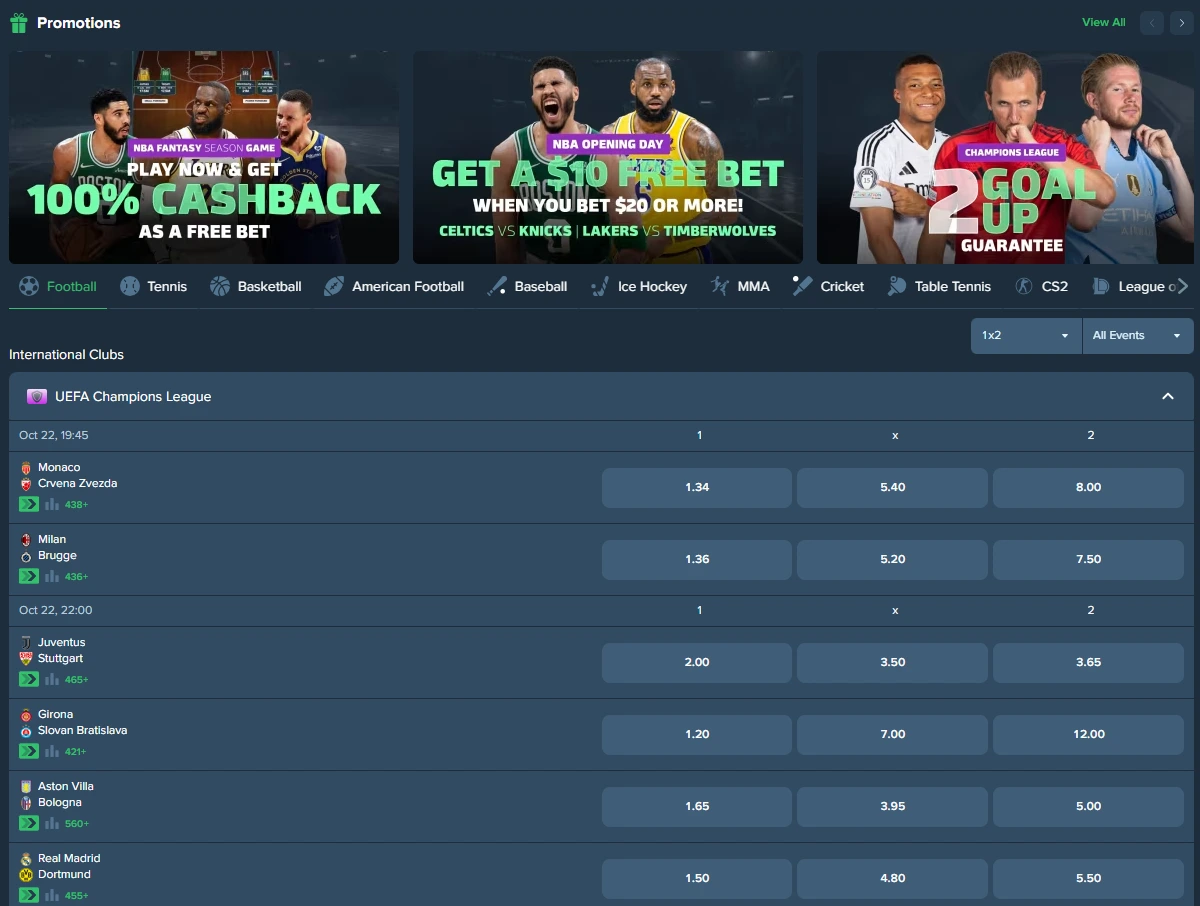 Promotions
View All
NBA FANTASY SEASON GAME
PLAY NOW & GET
100% CASHBACK
AS A FREE BET
NBA OPENING DAY
GET A $10 FREE BET
WHEN YOU BET $20 OR MORE!
CELTICS VS KNICKS | LAKERS VS TIMBERWOLVES
CHAMPIONS LEAGUE
2 GOAL
UP
GUARANTEE
Football Tennis Basketball American Football Baseball Ice Hockey MMA Cricket Table Tennis CS2 League o
1x2 All Events
International Clubs
UEFA Champions League
Oct 22, 19:45 1 x 2
Monaco
Crvena Zvezda
438+
1.34 5.40 8.00
Milan
Brugge
436+
1.36 5.20 7.50
Oct 22, 22:00 1 x 2
Juventus
Stuttgart
465+
2.00 3.50 3.65
Girona
Slovan Bratislava
421+
1.20 7.00 12.00
Aston Villa
Bologna
560+
1.65 3.95 5.00
Real Madrid
Dortmund
455+
1.50 4.80 5.50